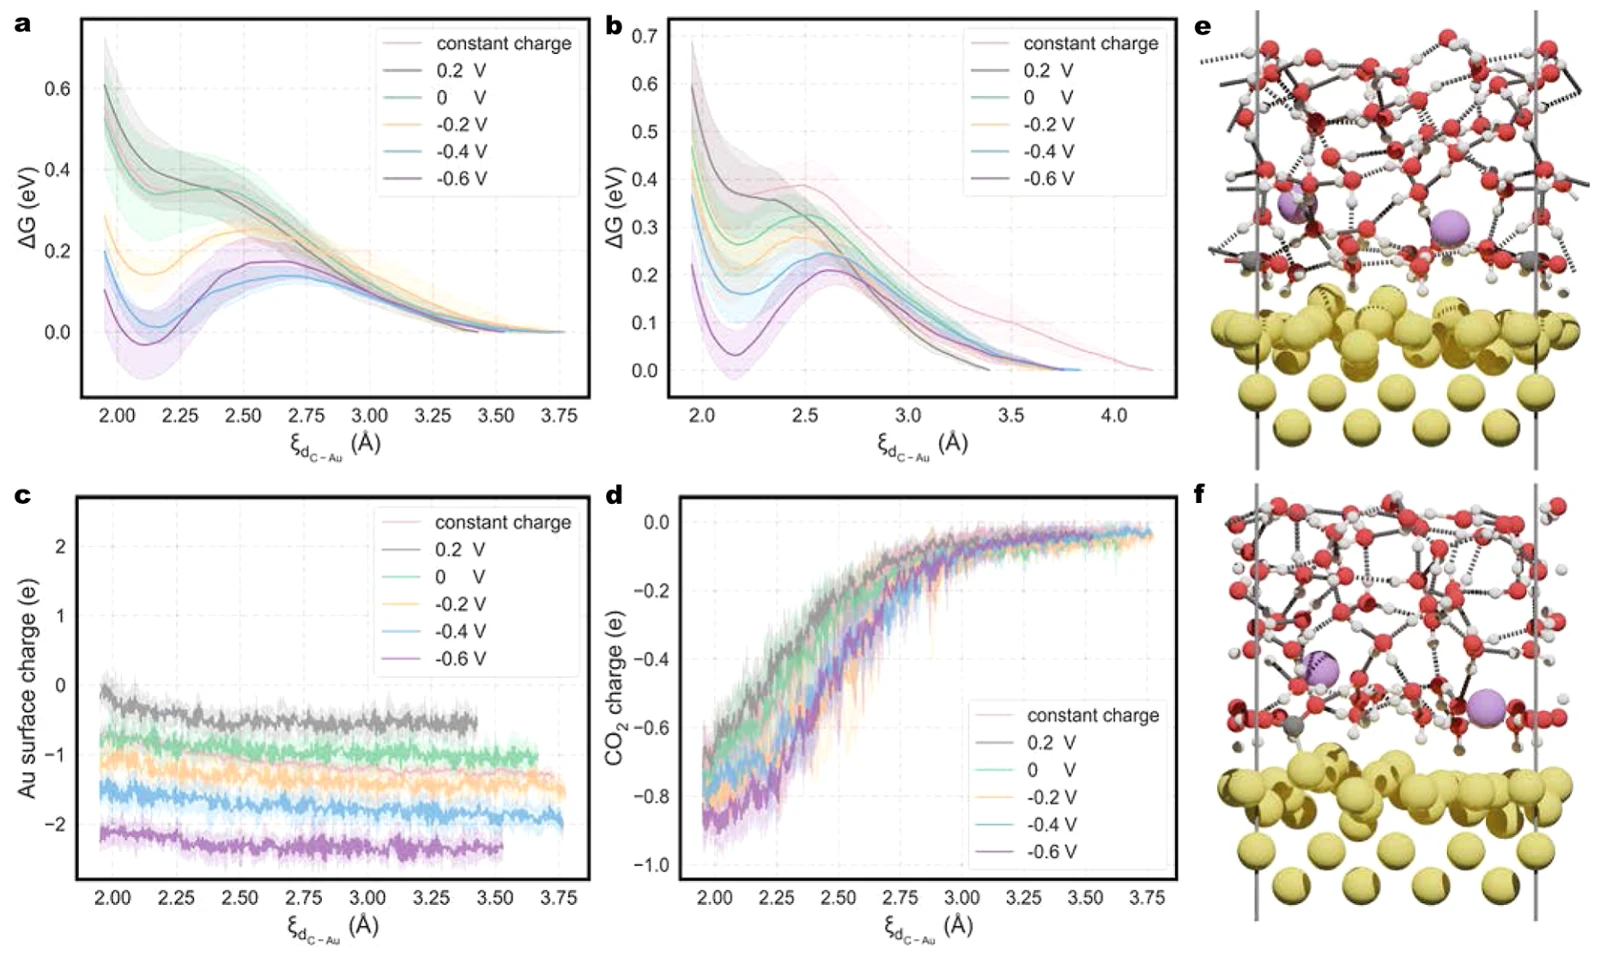 a
ΔG (eV)
0.6
0.4
0.2
0.0
constant charge
0.2 V
0 V
-0.2 V
-0.4 V
-0.6 V
2.00 2.25 2.50 2.75 3.00 3.25 3.50 3.75
ξd_C−Au (Å)
b
ΔG (eV)
0.7
0.6
0.5
0.4
0.3
0.2
0.1
0.0
constant charge
0.2 V
0 V
-0.2 V
-0.4 V
-0.6 V
2.0 2.5 3.0 3.5 4.0
ξd_C−Au (Å)
e
c
Au surface charge (e)
2
1
0
−1
−2
constant charge
0.2 V
0 V
-0.2 V
-0.4 V
-0.6 V
2.00 2.25 2.50 2.75 3.00 3.25 3.50
ξd_C−Au (Å)
d
CO2 charge (e)
0.0
−0.2
−0.4
−0.6
−0.8
−1.0
constant charge
0.2 V
0 V
-0.2 V
-0.4 V
-0.6 V
2.00 2.25 2.50 2.75 3.00 3.25 3.50 3.75
ξd_C−Au (Å)
f